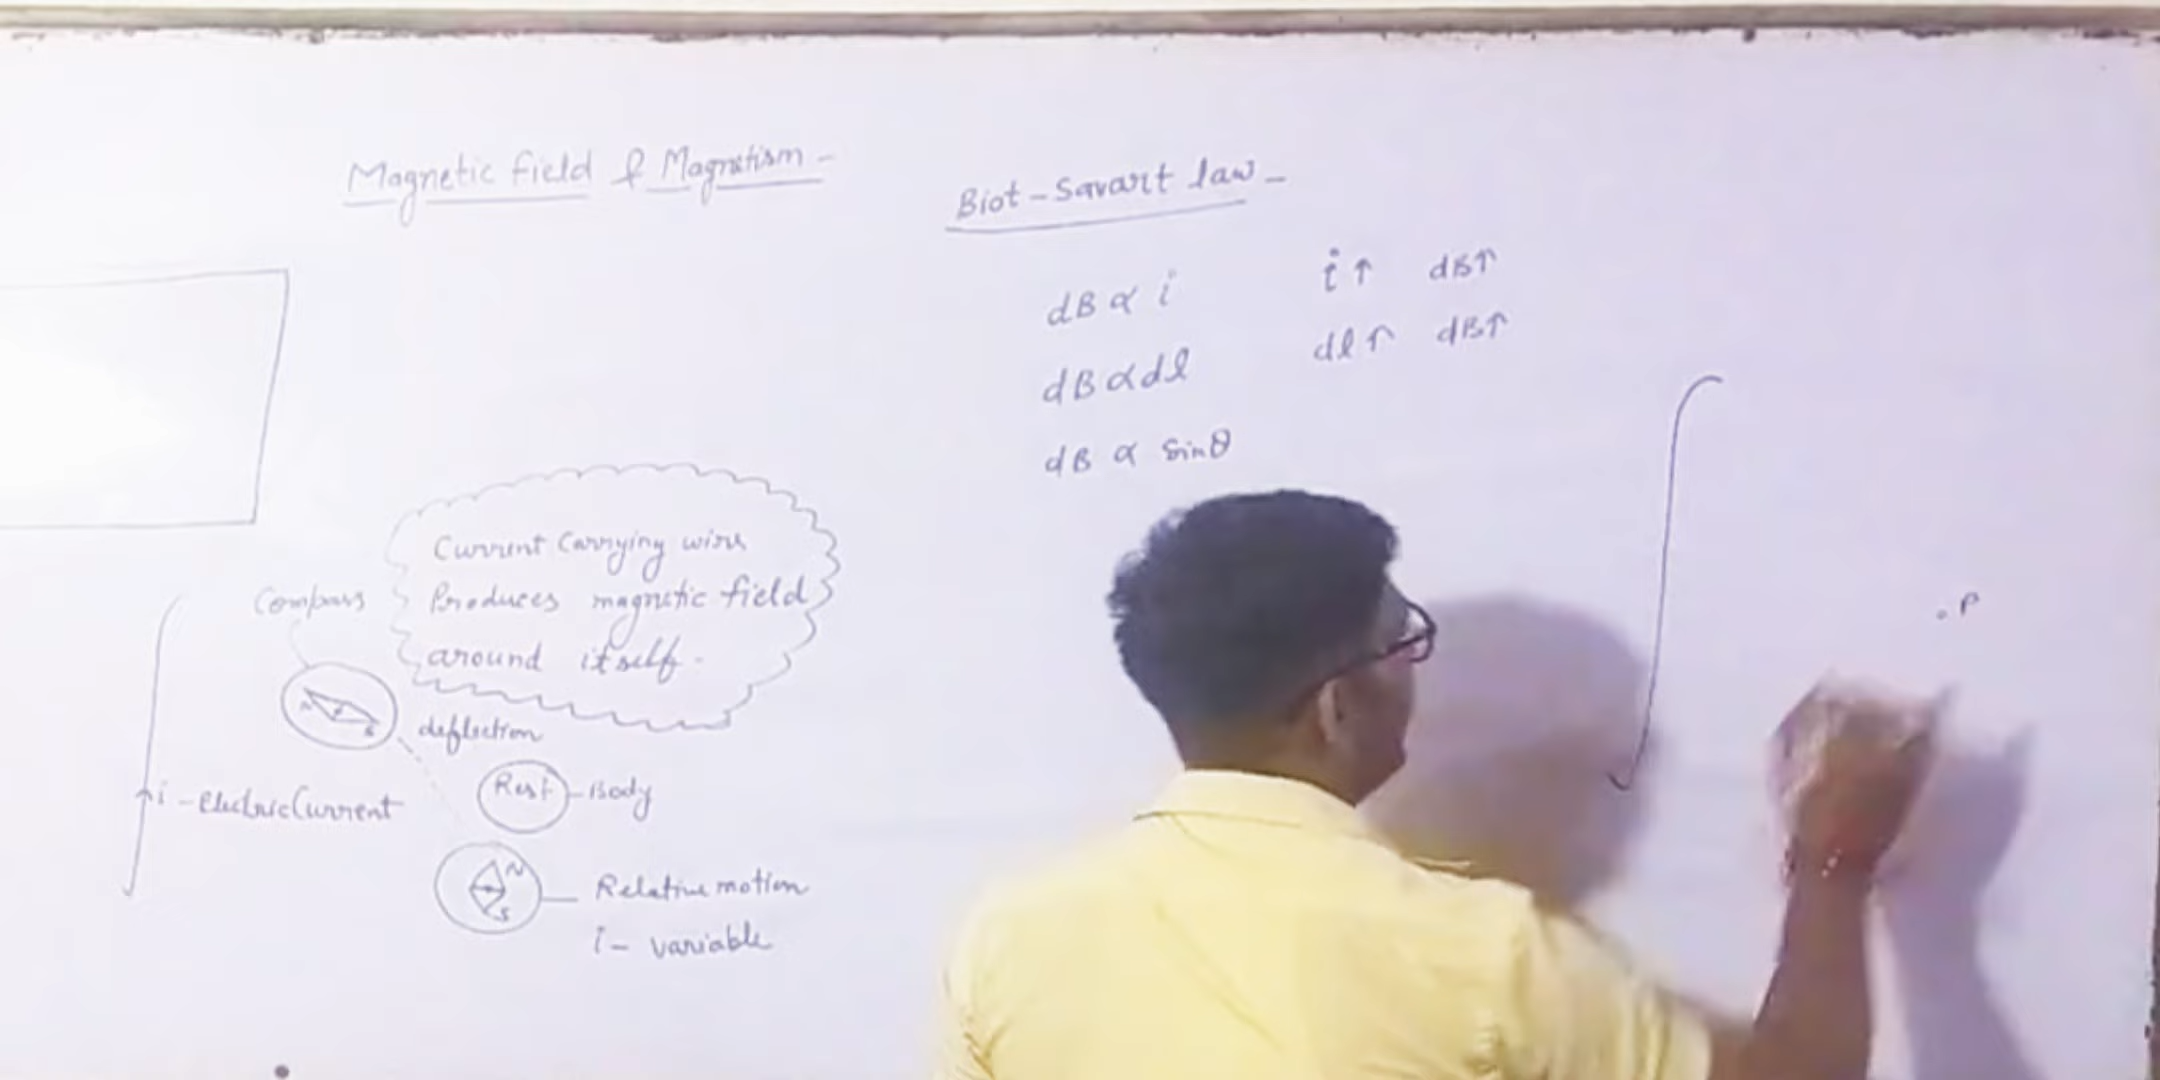 Magnetic field & Magnetism -
Current Carrying wire
Produces magnetic field
around itself.
Compass
N
S
deflection
Rest - Body
i - Electric Current
N
S
Relative motion
i - variable
Biot - Savart law -
dB ∝ i    i ↑    dB↑
dB ∝ dl    dl ↑    dB↑
dB ∝ sinθ
. P